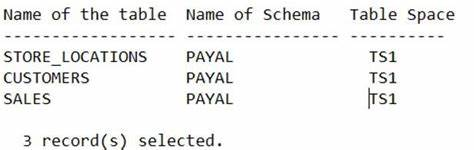 Name of the table  Name of Schema   Table Space
------------------ ---------------- ----------
STORE_LOCATIONS    PAYAL              TS1
CUSTOMERS          PAYAL              TS1
SALES              PAYAL              TS1
  3 record(s) selected.